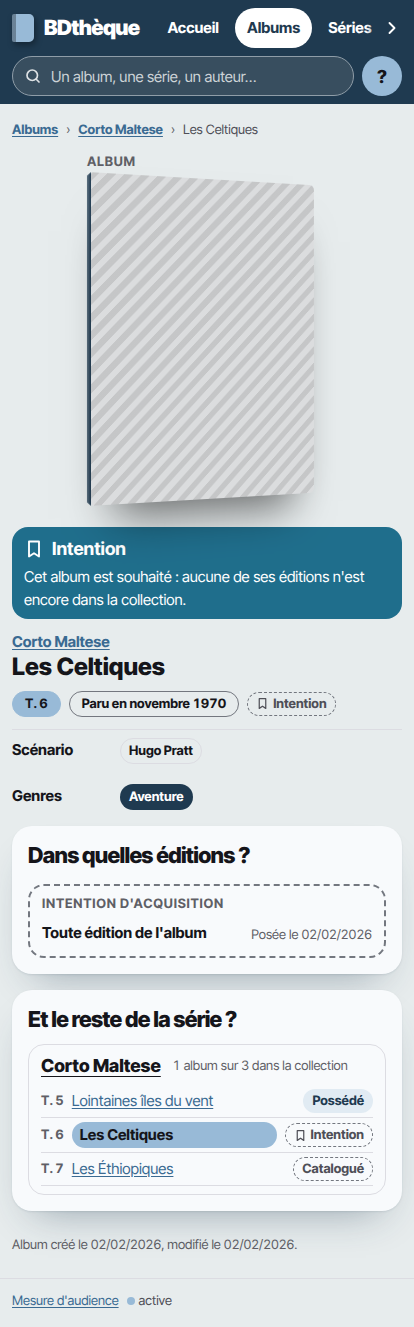 BDthèque Accueil Albums Séries
Un album, une série, un auteur... ?
Albums › Corto Maltese › Les Celtiques
ALBUM
Intention
Cet album est souhaité : aucune de ses éditions n'est
encore dans la collection.
Corto Maltese
Les Celtiques
T. 6 Paru en novembre 1970 Intention
Scénario Hugo Pratt
Genres Aventure
Dans quelles éditions ?
INTENTION D'ACQUISITION
Toute édition de l'album Posée le 02/02/2026
Et le reste de la série ?
Corto Maltese 1 album sur 3 dans la collection
T. 5 Lointaines îles du vent Possédé
T. 6 Les Celtiques Intention
T. 7 Les Éthiopiques Catalogué
Album créé le 02/02/2026, modifié le 02/02/2026.
Mesure d'audience active